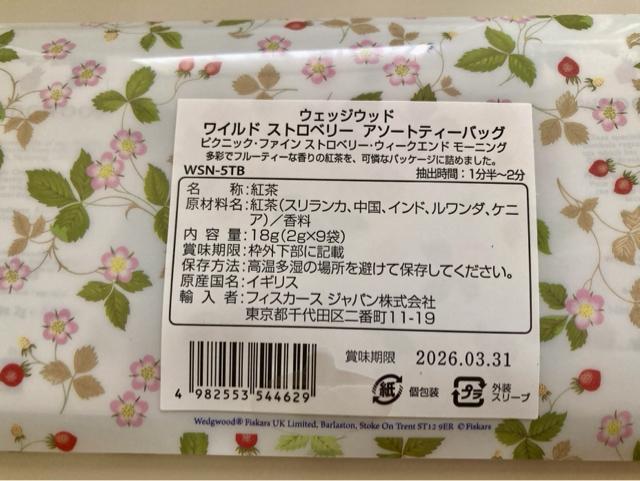 ウェッジウッド
ワイルド ストロベリー アソートティーバッグ
ピクニック・ファイン ストロベリー・ウィークエンド モーニング
多彩でフルーティーな香りの紅茶を、可憐なパッケージに詰めました。
WSN-5TB 抽出時間：1分半～2分
名 称：紅茶
原材料名：紅茶（スリランカ、中国、インド、ルワンダ、ケニ
ア）／香料
内 容 量：18g（2g×9袋）
賞味期限：枠外下部に記載
保存方法：高温多湿の場所を避けて保存してください。
原産国名：イギリス
輸 入 者：フィスカース ジャパン株式会社
東京都千代田区二番町11-19
賞味期限 2026.03.31
4 982553 544629
紙 個包装 プラ 外装
スリーブ
Wedgwood® Fiskars UK Limited, Barlaston, Stoke On Trent ST12 9ER © Fiskars